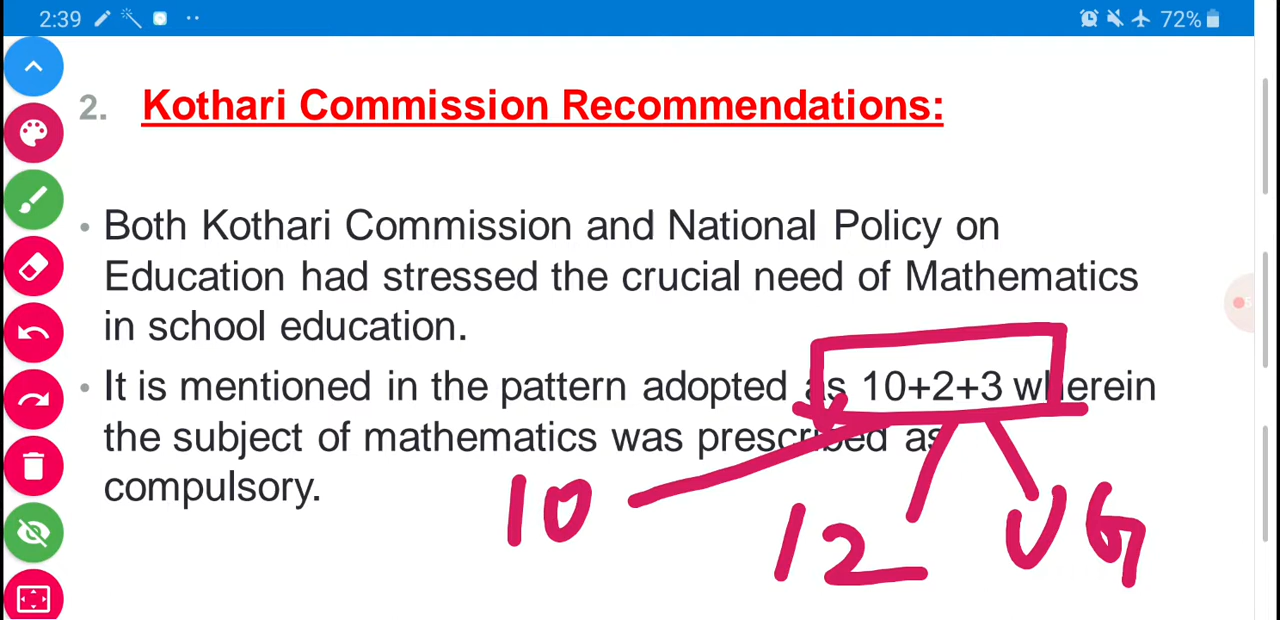 2:39
72%
2. Kothari Commission Recommendations:
• Both Kothari Commission and National Policy on
Education had stressed the crucial need of Mathematics
in school education.
• It is mentioned in the pattern adopted as 10+2+3 wherein
the subject of mathematics was prescribed as
compulsory.
10
12
UG